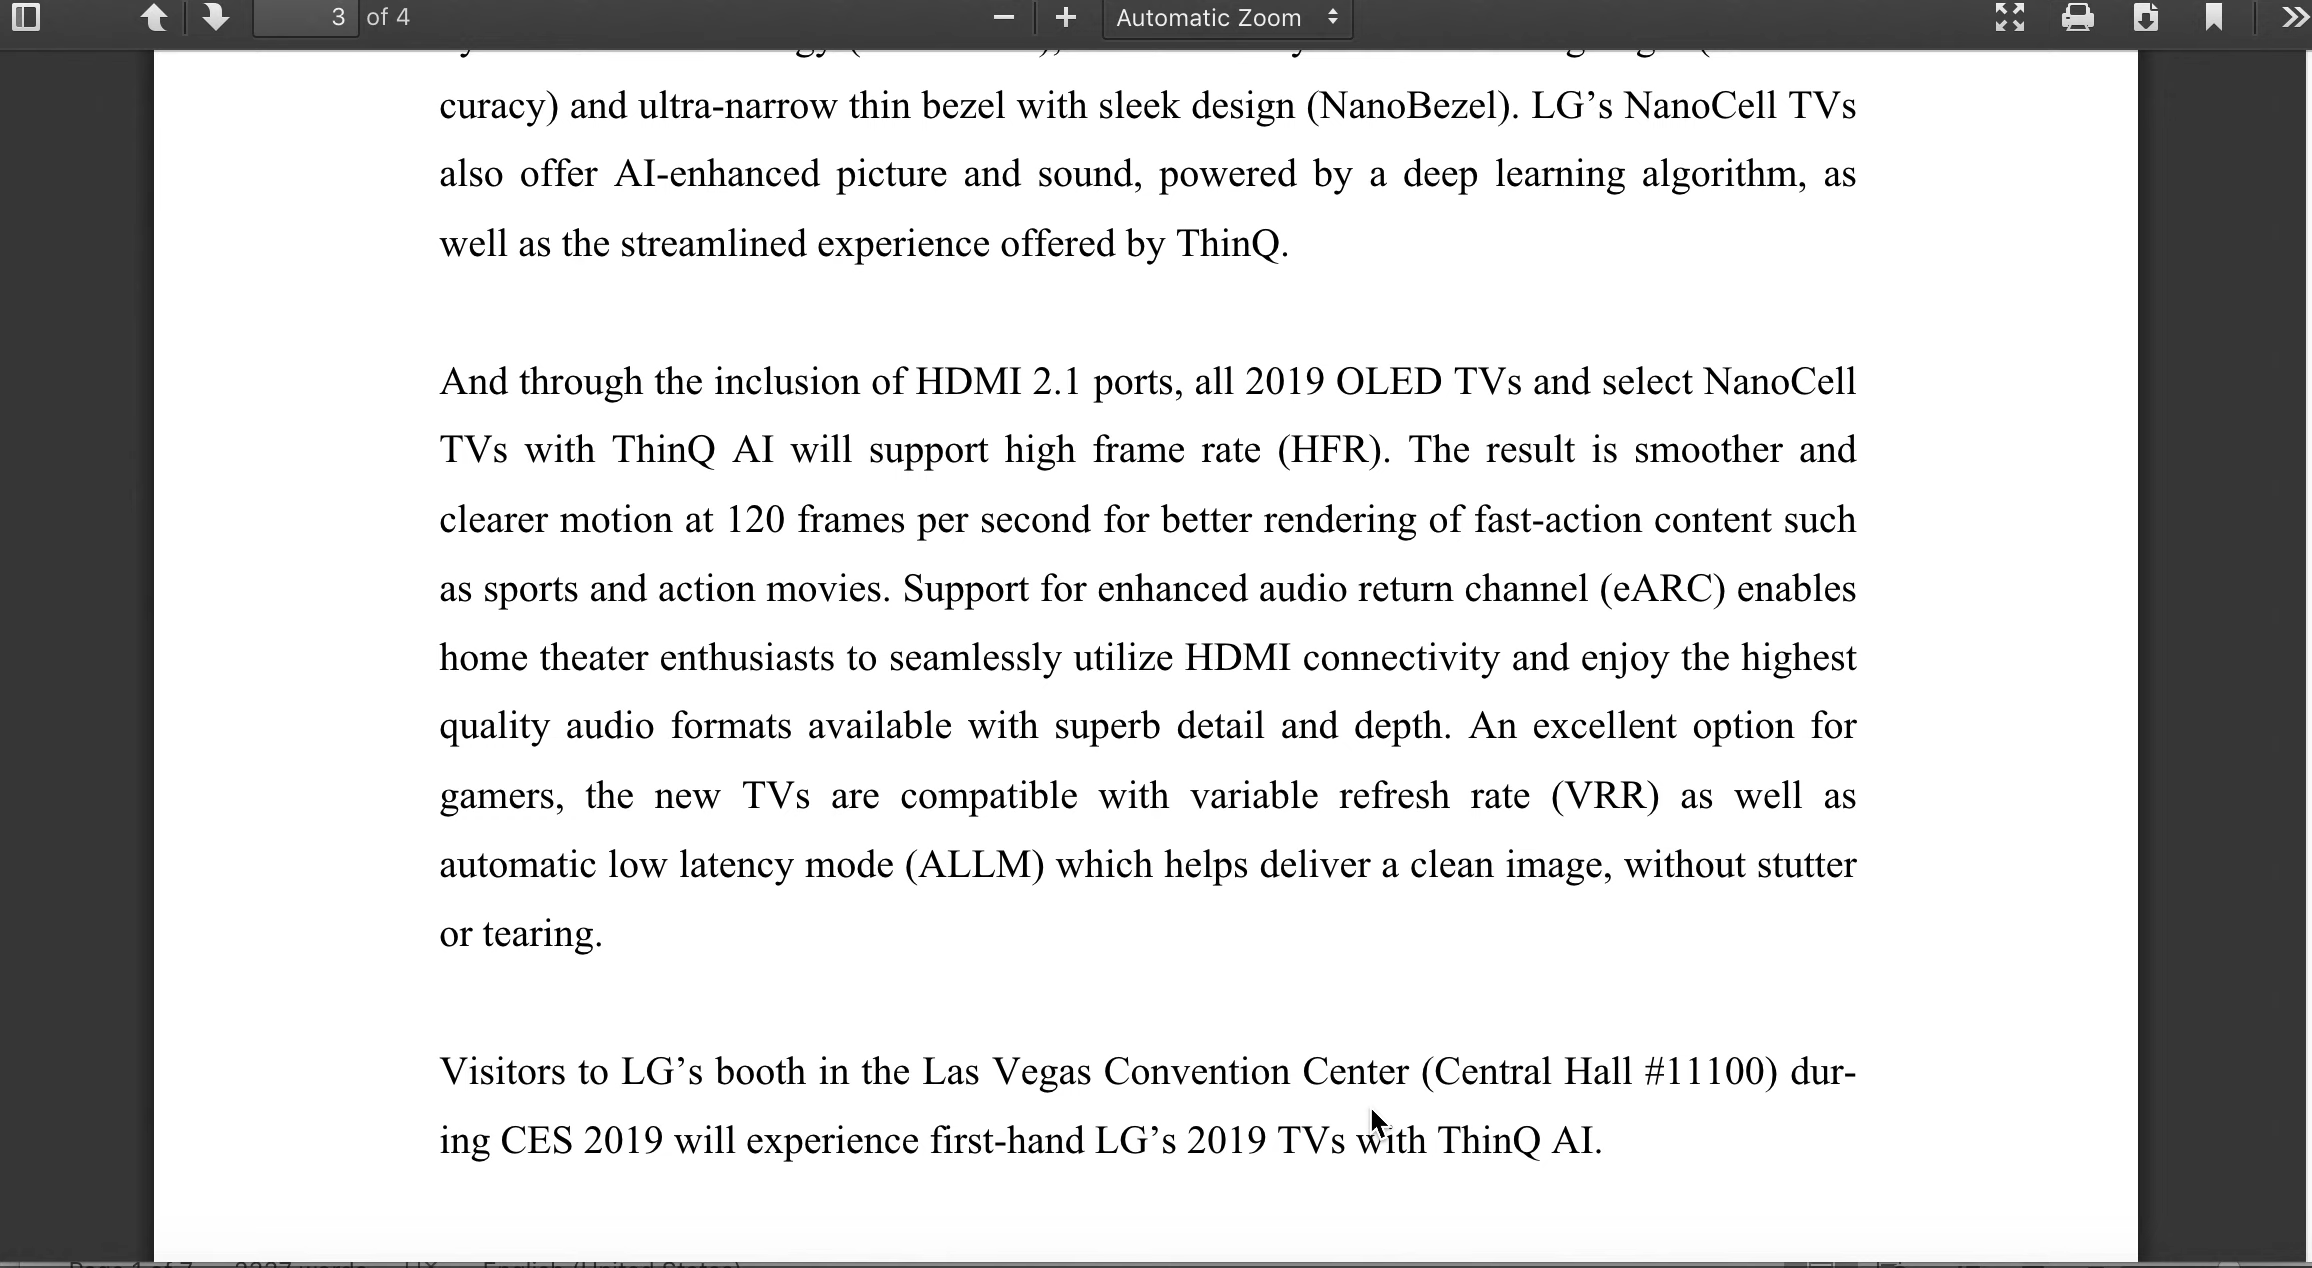 3 of 4
Automatic Zoom
curacy) and ultra-narrow thin bezel with sleek design (NanoBezel). LG’s NanoCell TVs
also offer AI-enhanced picture and sound, powered by a deep learning algorithm, as
well as the streamlined experience offered by ThinQ.
And through the inclusion of HDMI 2.1 ports, all 2019 OLED TVs and select NanoCell
TVs with ThinQ AI will support high frame rate (HFR). The result is smoother and
clearer motion at 120 frames per second for better rendering of fast-action content such
as sports and action movies. Support for enhanced audio return channel (eARC) enables
home theater enthusiasts to seamlessly utilize HDMI connectivity and enjoy the highest
quality audio formats available with superb detail and depth. An excellent option for
gamers, the new TVs are compatible with variable refresh rate (VRR) as well as
automatic low latency mode (ALLM) which helps deliver a clean image, without stutter
or tearing.
Visitors to LG’s booth in the Las Vegas Convention Center (Central Hall #11100) dur-
ing CES 2019 will experience first-hand LG’s 2019 TVs with ThinQ AI.